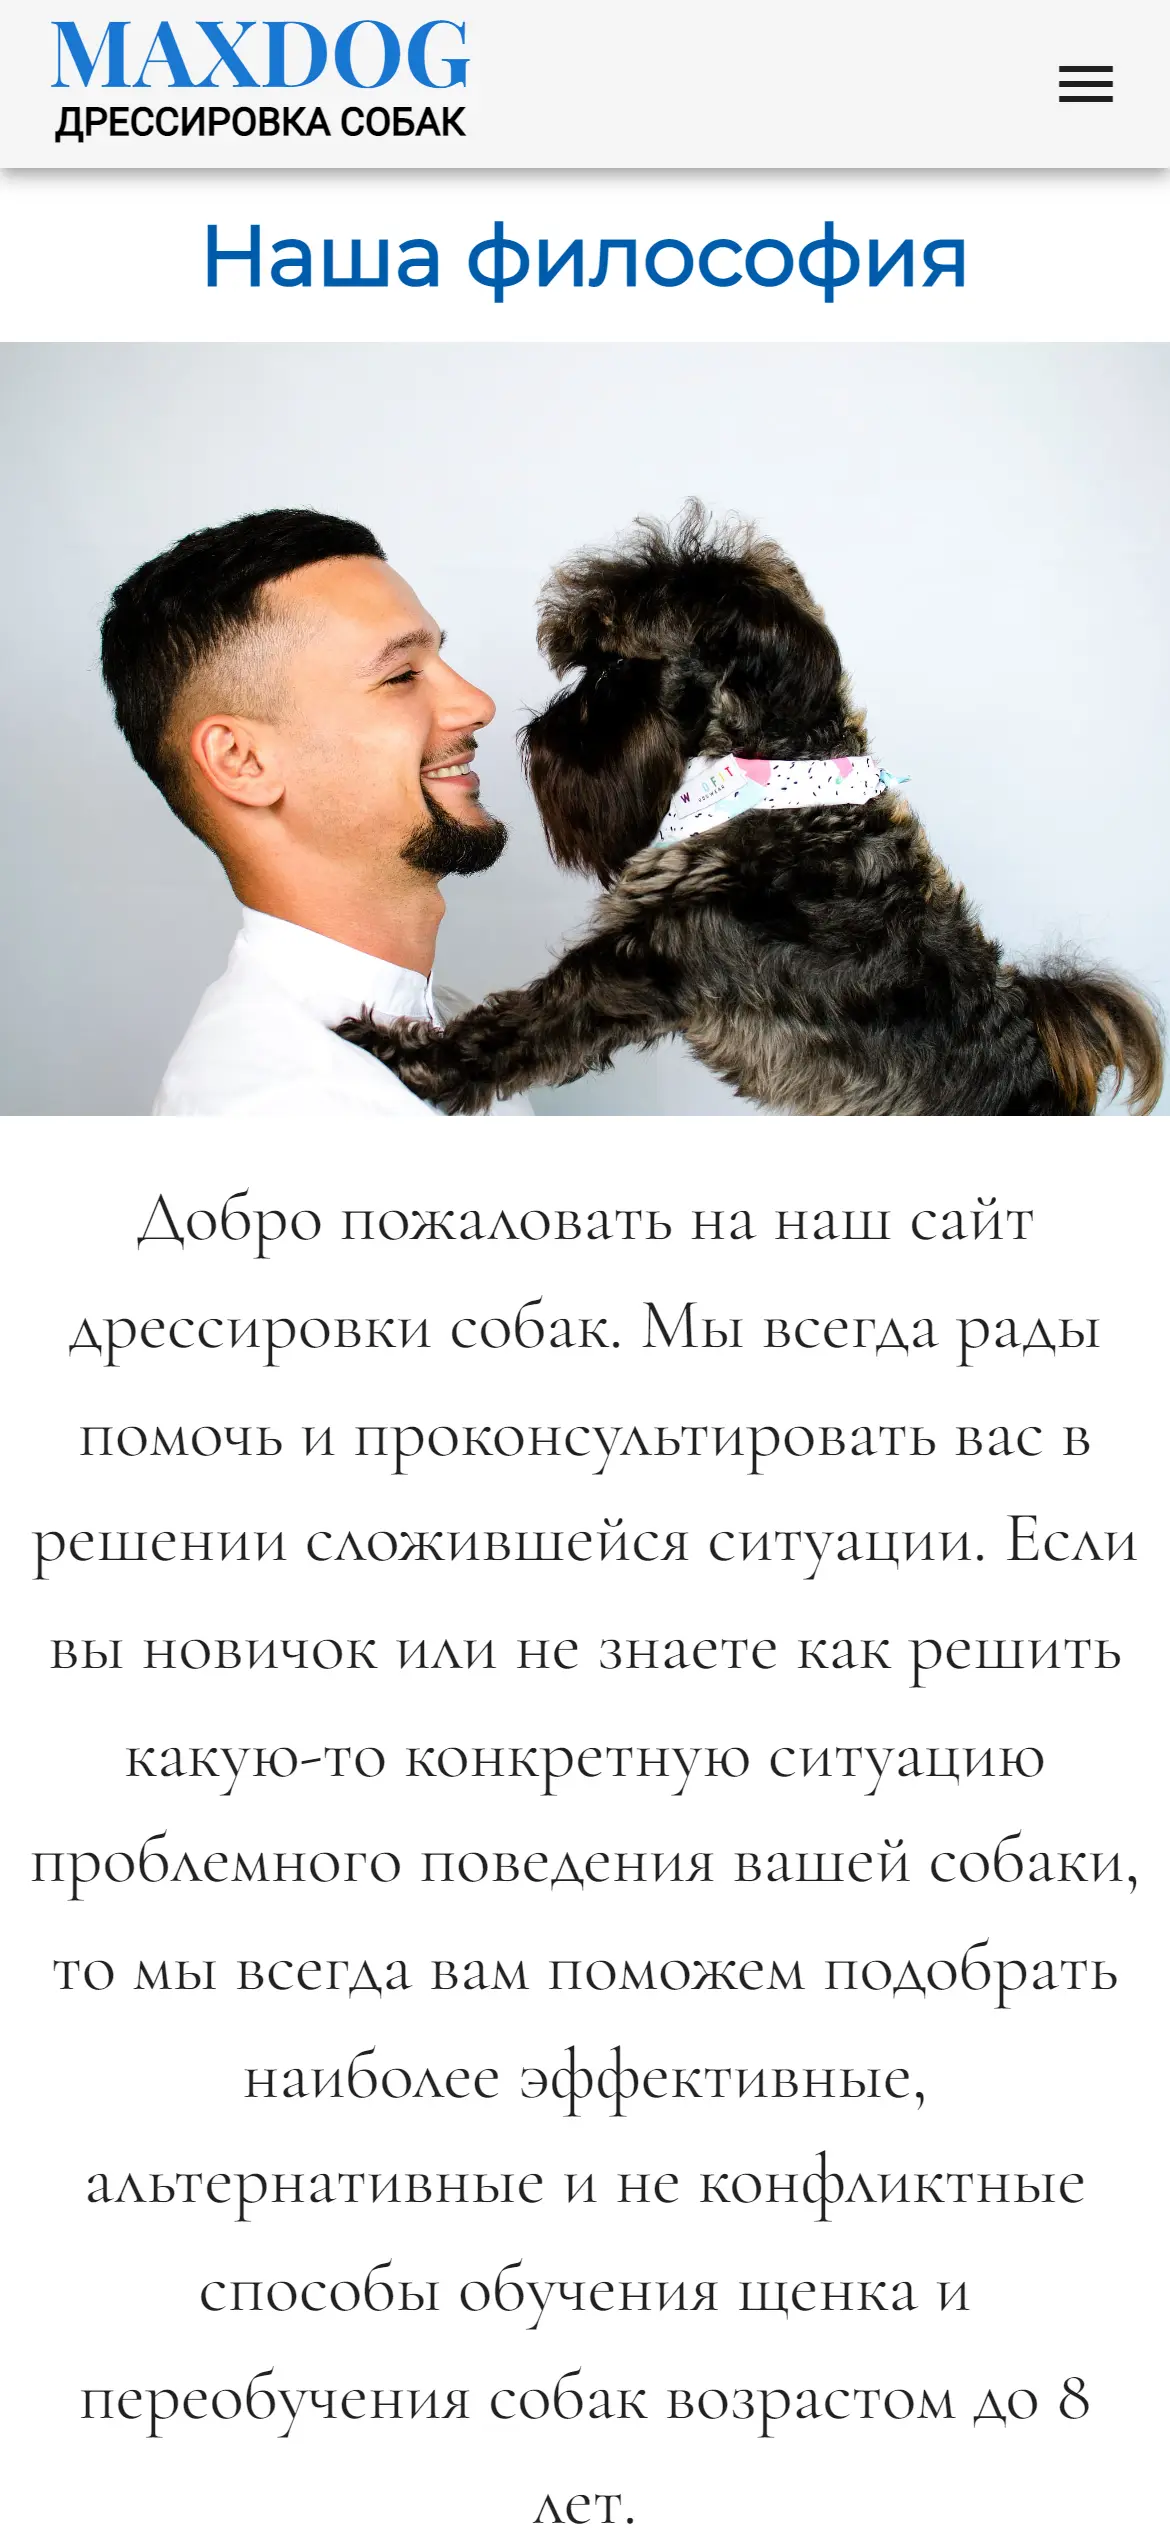 MAXDOG
ДРЕССИРОВКА СОБАК
Наша философия
Добро пожаловать на наш сайт
дрессировки собак. Мы всегда рады
помочь и проконсультировать вас в
решении сложившейся ситуации. Если
вы новичок или не знаете как решить
какую-то конкретную ситуацию
проблемного поведения вашей собаки,
то мы всегда вам поможем подобрать
наиболее эффективные,
альтернативные и не конфликтные
способы обучения щенка и
переобучения собак возрастом до 8
лет.